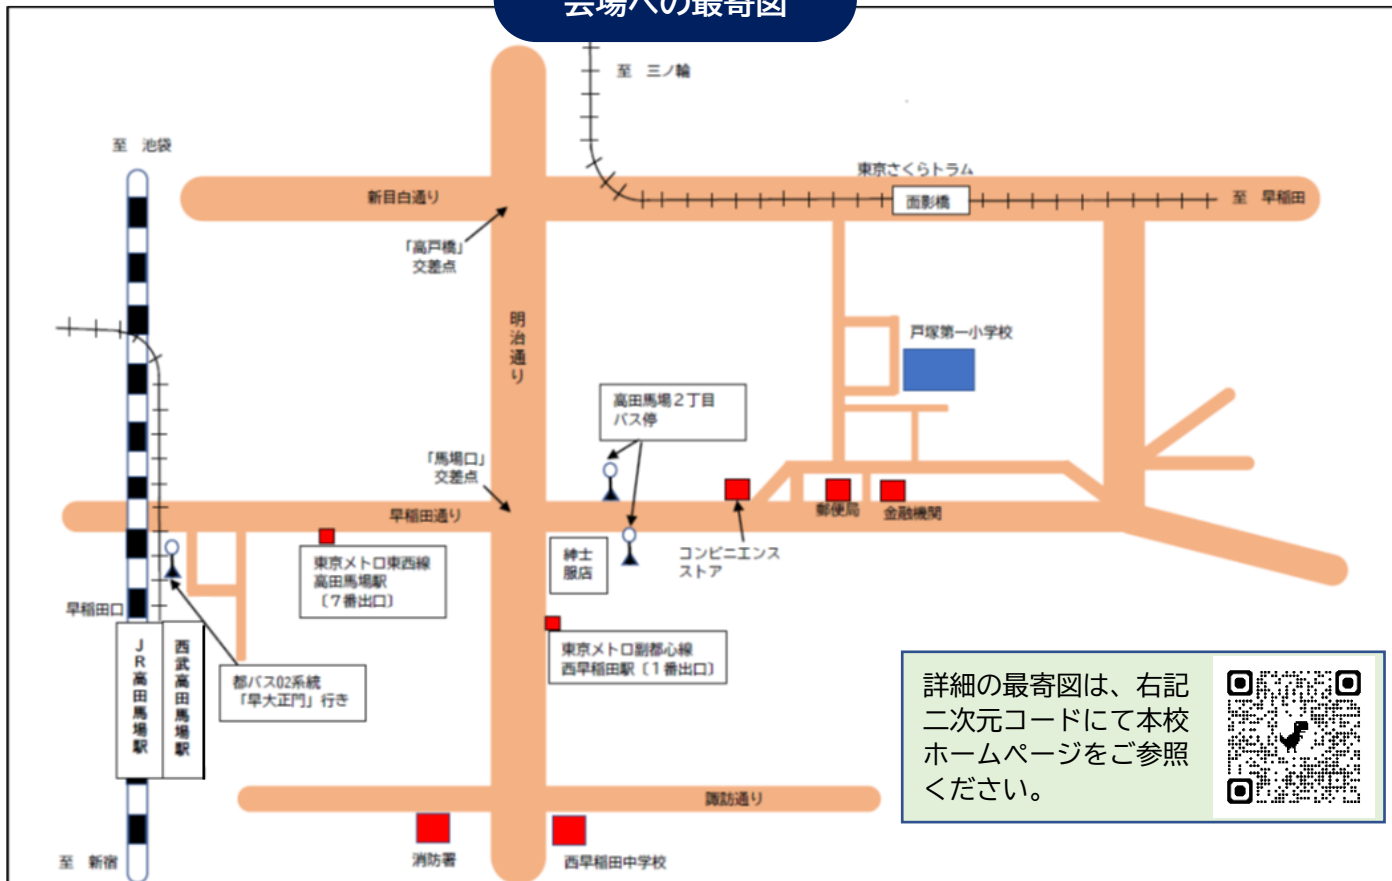 会場への最寄図
至　三ノ輪
至　池袋
東京さくらトラム
新目白通り
面影橋
至　早稲田
「高戸橋」
交差点
明治通り
戸塚第一小学校
高田馬場２丁目
バス停
「馬場口」
交差点
早稲田通り
郵便局
金融機関
東京メトロ東西線
高田馬場駅
〔７番出口〕
紳士
服店
コンビニエンス
ストア
早稲田口
ＪＲ高田馬場駅
西武高田馬場駅
東京メトロ副都心線
西早稲田駅〔１番出口〕
都バス02系統
「早大正門」行き
詳細の最寄図は、右記
二次元コードにて本校
ホームページをご参照
ください。
諏訪通り
消防署
西早稲田中学校
至　新宿